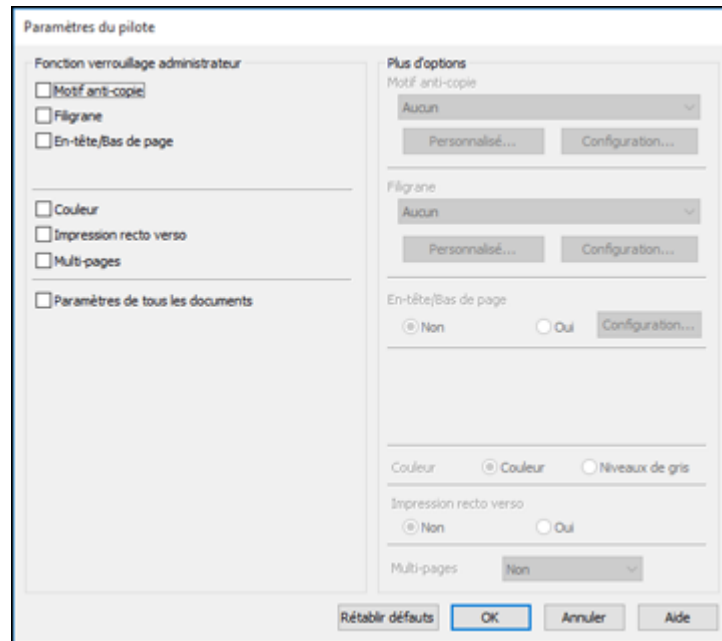 Paramètres du pilote
Fonction verrouillage administrateur
Motif anti-copie
Filigrane
En-tête/Bas de page
Couleur
Impression recto verso
Multi-pages
Paramètres de tous les documents
Plus d'options
Motif anti-copie
Aucun
Personnalisé... Configuration...
Filigrane
Aucun
Personnalisé... Configuration...
En-tête/Bas de page
Non Oui Configuration...
Couleur Couleur Niveaux de gris
Impression recto verso
Non Oui
Multi-pages Non
Rétablir défauts OK Annuler Aide